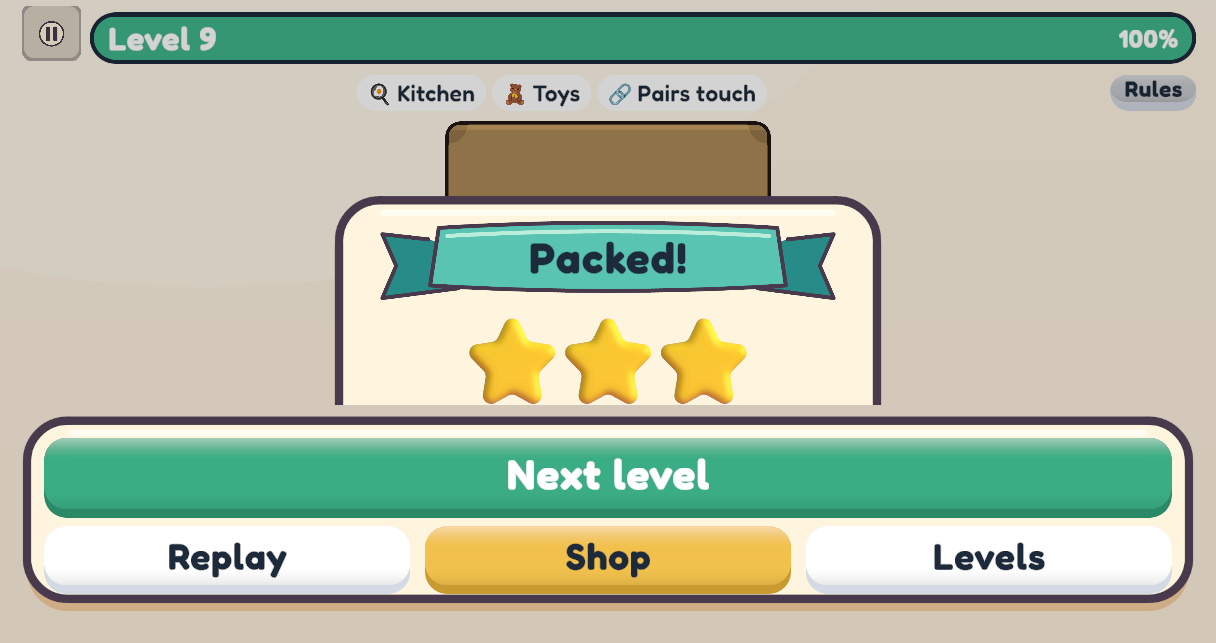 Level 9
100%
Kitchen
Toys
Pairs touch
Rules
Packed!
Next level
Replay
Shop
Levels